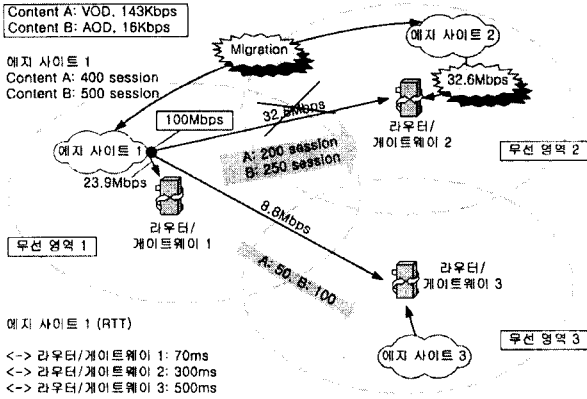 Content A: VOD, 143Kbps
Content B: AOD, 16Kbps
에지 사이트 1
Content A: 400 session
Content B: 500 session
Migration
에지 사이트 2
32.6Mbps
100Mbps
32.6Mbps
라우터/
게이트웨이 2
에지 사이트 1
A: 200 session
B: 250 session
무선 영역 2
23.9Mbps
라우터/
게이트웨이 1
8.8Mbps
무선 영역 1
A: 50, B: 100
라우터/
게이트웨이 3
에지 사이트 1 (RTT)
무선 영역 3
에지 사이트 3
<-> 라우터/게이트웨이 1: 70ms
<-> 라우터/게이트웨이 2: 300ms
<-> 라우터/게이트웨이 3: 500ms